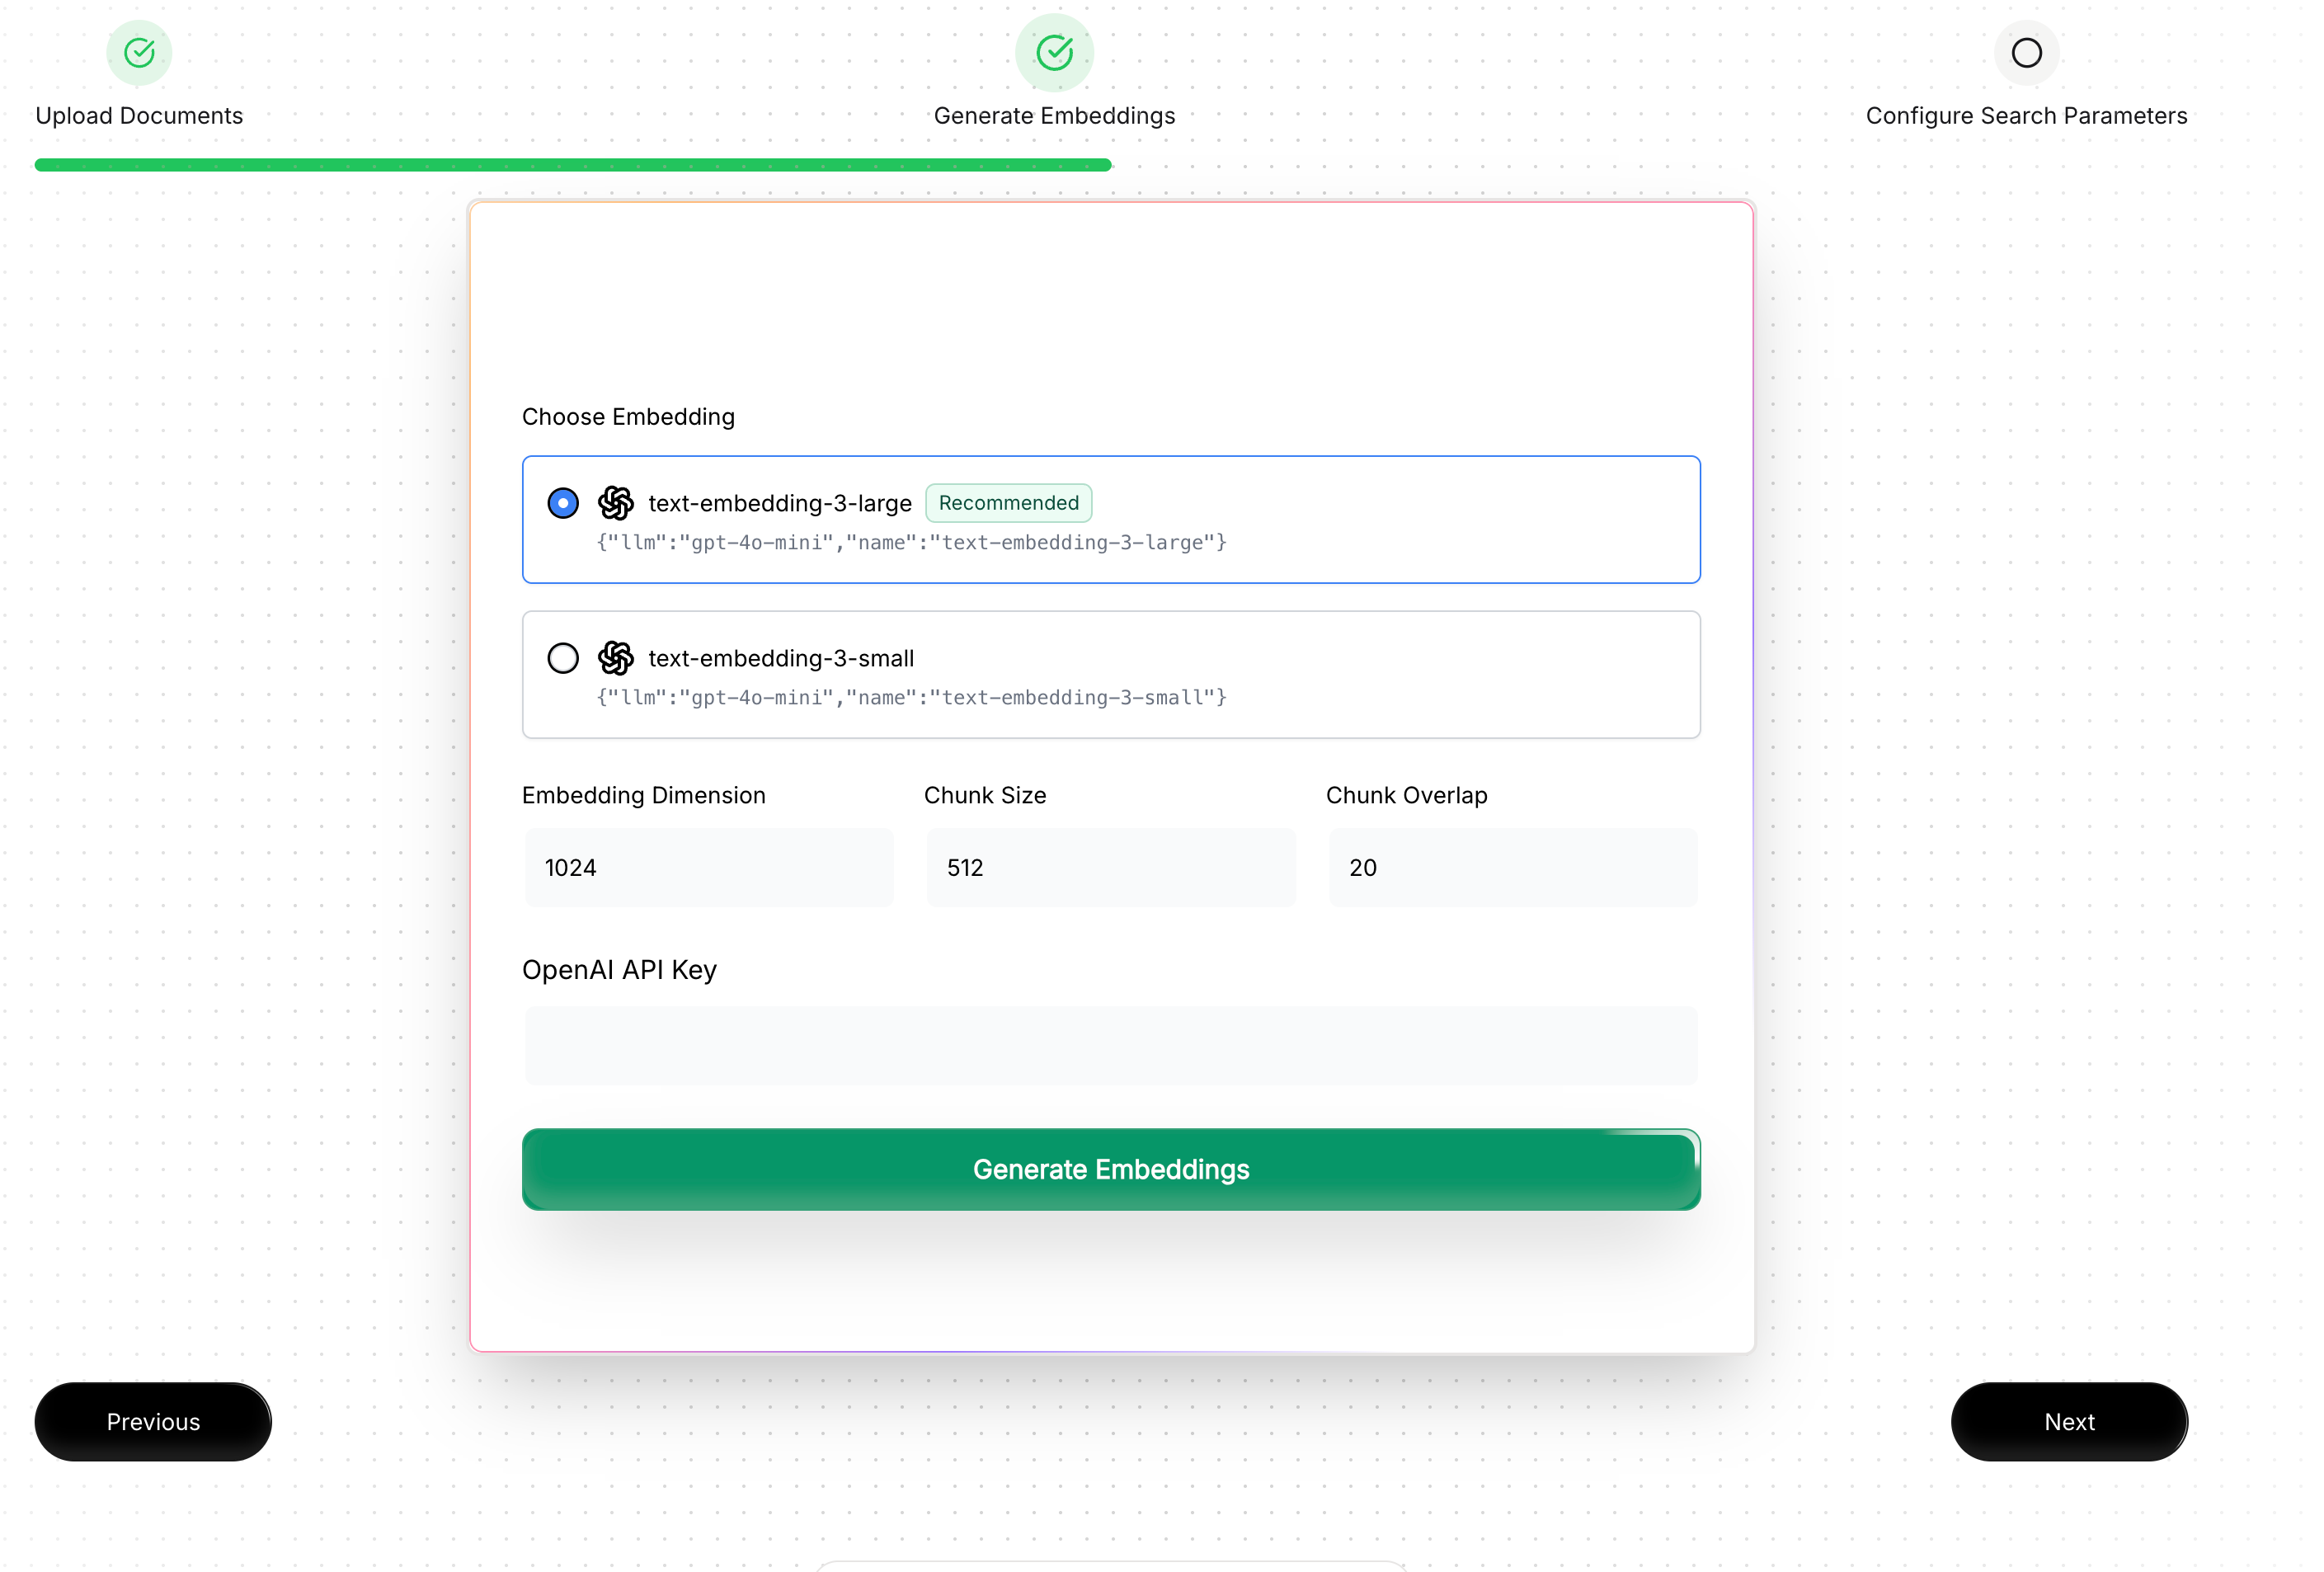 Upload Documents
Generate Embeddings
Configure Search Parameters
Choose Embedding
text-embedding-3-large Recommended
{"llm":"gpt-4o-mini","name":"text-embedding-3-large"}
text-embedding-3-small
{"llm":"gpt-4o-mini","name":"text-embedding-3-small"}
Embedding Dimension Chunk Size Chunk Overlap
1024 512 20
OpenAI API Key
Generate Embeddings
Previous Next